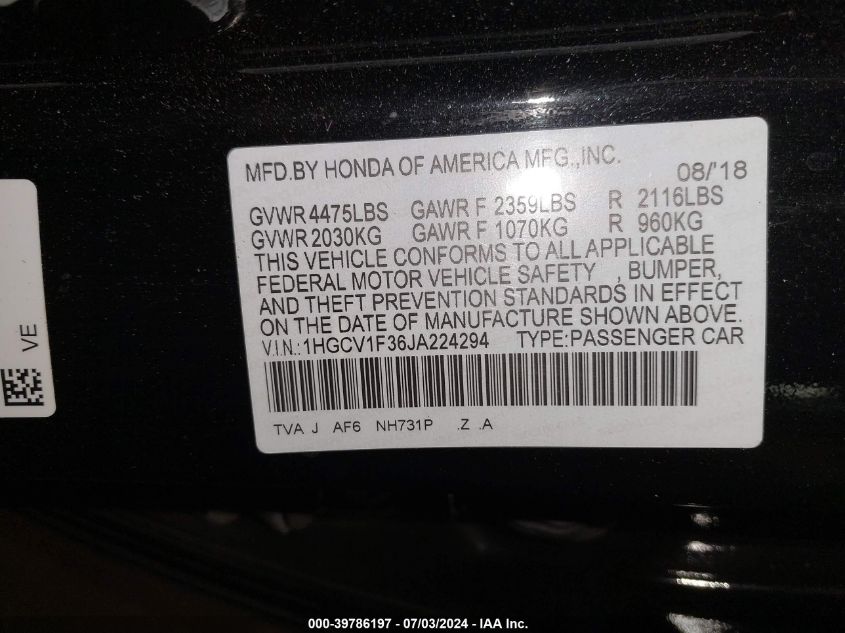 MFD.BY HONDA OF AMERICA MFG.,INC. 08/'18
GVWR 4475LBS GAWR F 2359LBS R 2116LBS
GVWR 2030KG GAWR F 1070KG R 960KG
THIS VEHICLE CONFORMS TO ALL APPLICABLE
FEDERAL MOTOR VEHICLE SAFETY , BUMPER,
AND THEFT PREVENTION STANDARDS IN EFFECT
ON THE DATE OF MANUFACTURE SHOWN ABOVE.
V.I.N.:1HGCV1F36JA224294 TYPE:PASSENGER CAR
TVA J AF6 NH731P .Z .A
VE
000-39786197 - 07/03/2024 - IAA Inc.